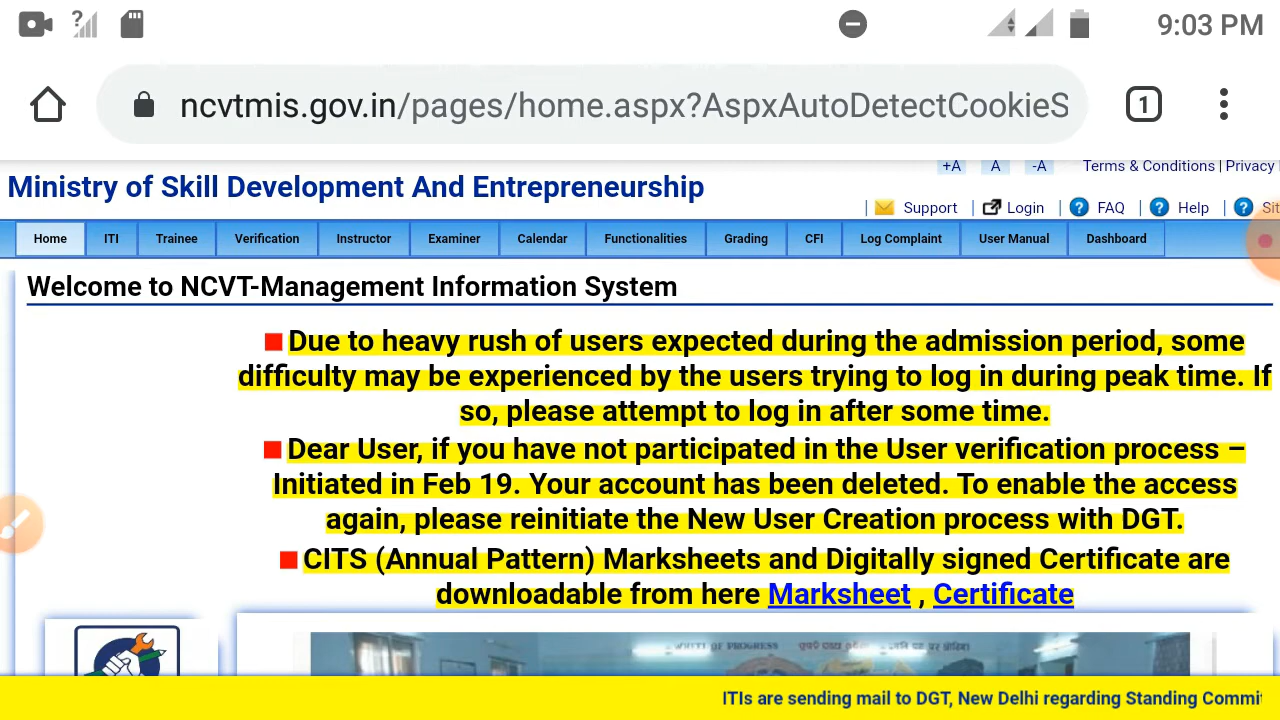 ?
9:03 PM
ncvtmis.gov.in/pages/home.aspx?AspxAutoDetectCookieS
1
+A A -A Terms & Conditions | Privacy
Ministry of Skill Development And Entrepreneurship
| Support | Login | ? FAQ | ? Help | ? Sit
Home ITI Trainee Verification Instructor Examiner Calendar Functionalities Grading CFI Log Complaint User Manual Dashboard
Welcome to NCVT-Management Information System
Due to heavy rush of users expected during the admission period, some
difficulty may be experienced by the users trying to log in during peak time. If
so, please attempt to log in after some time.
Dear User, if you have not participated in the User verification process –
Initiated in Feb 19. Your account has been deleted. To enable the access
again, please reinitiate the New User Creation process with DGT.
CITS (Annual Pattern) Marksheets and Digitally signed Certificate are
downloadable from here Marksheet , Certificate
OF PROGRESS
ITIs are sending mail to DGT, New Delhi regarding Standing Commi